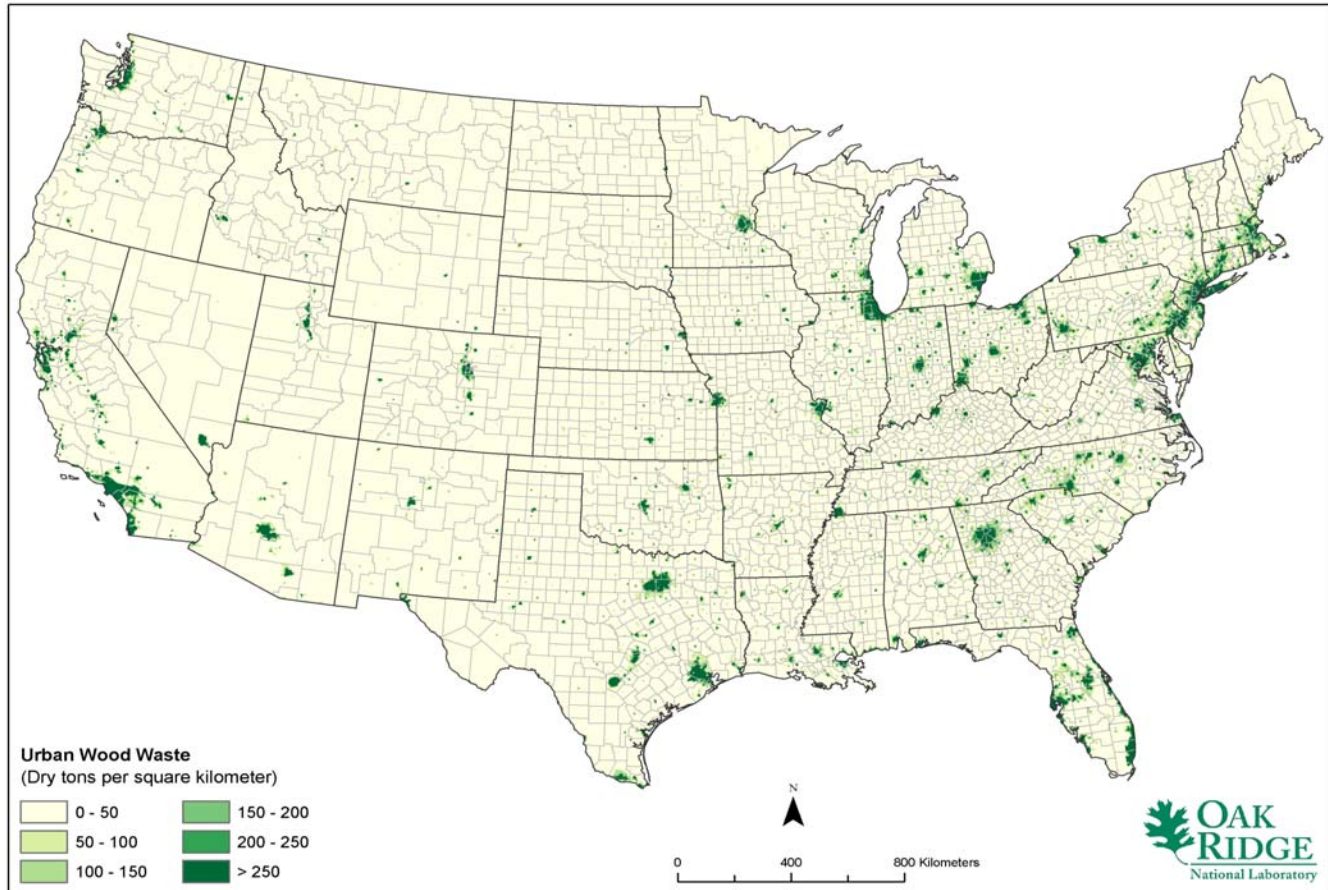 Urban Wood Waste
(Dry tons per square kilometer)
0 - 50
50 - 100
100 - 150
150 - 200
200 - 250
> 250
N
0 400 800 Kilometers
OAK
RIDGE
National Laboratory